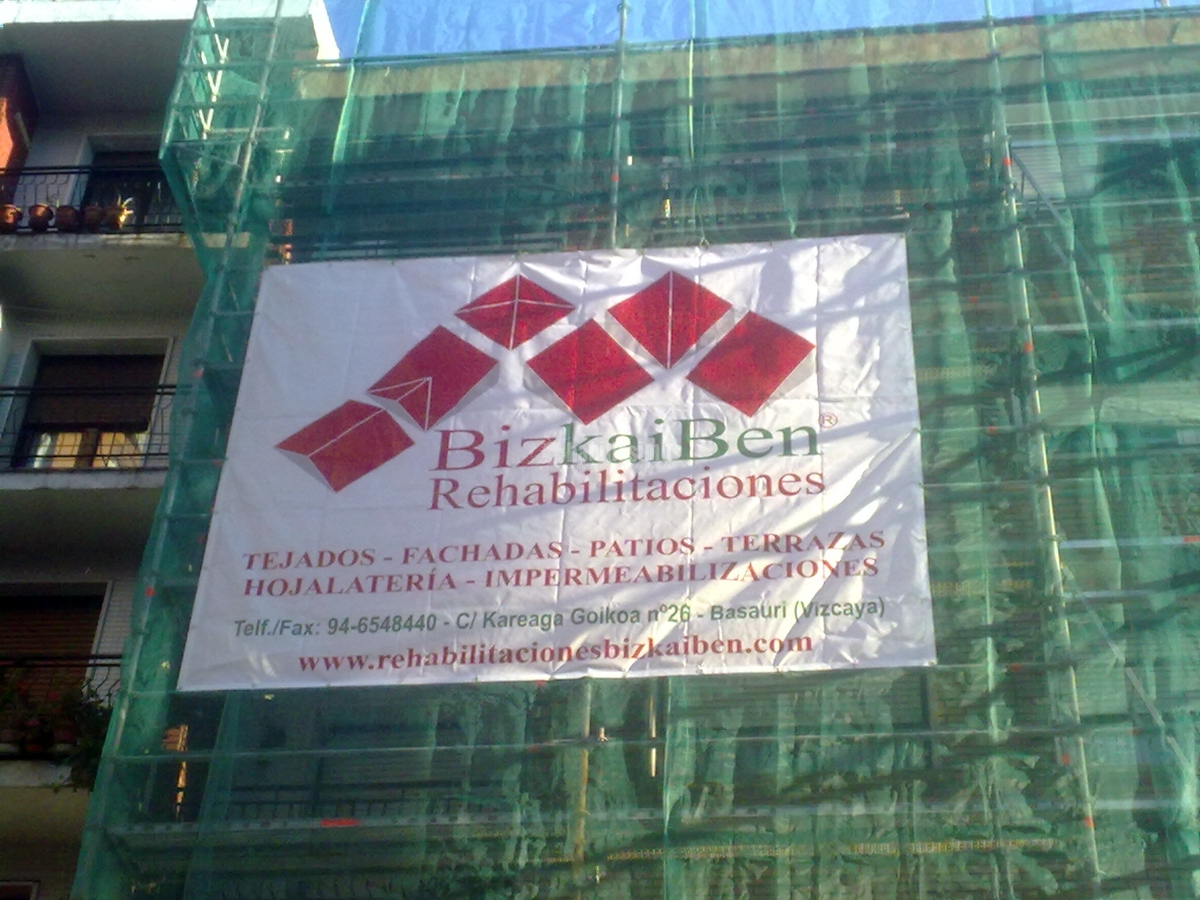 BizkaiBen®
Rehabilitaciones
TEJADOS - FACHADAS - PATIOS - TERRAZAS
HOJALATERÍA - IMPERMEABILIZACIONES
Telf./Fax: 94-6548440 - C/ Kareaga Goikoa nº26 - Basauri (Vizcaya)
www.rehabilitacionesbizkaiben.com